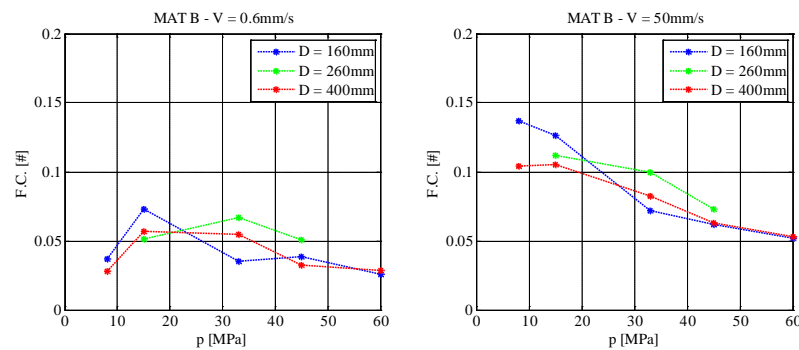 MAT B - V = 0.6mm/s
0.2
0.15
0.1
0.05
0
F.C. [#]
D = 160mm
D = 260mm
D = 400mm
0 10 20 30 40 50 60
p [MPa]
MAT B - V = 50mm/s
0.2
0.15
0.1
0.05
0
F.C. [#]
D = 160mm
D = 260mm
D = 400mm
0 10 20 30 40 50 60
p [MPa]